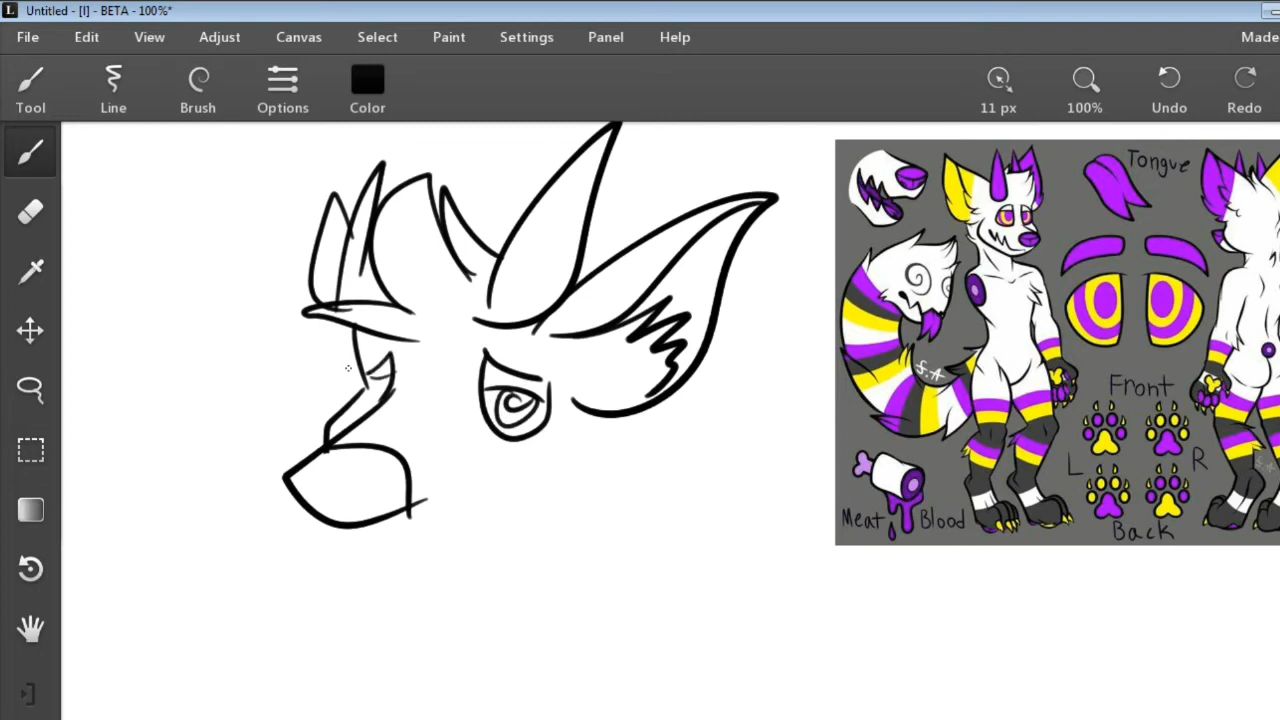 L Untitled - [I] - BETA - 100%*
File Edit View Adjust Canvas Select Paint Settings Panel Help Made
Tool Line Brush Options Color 11 px 100% Undo Redo
Tongue
S.A
Front
L R
Meat Blood
Back